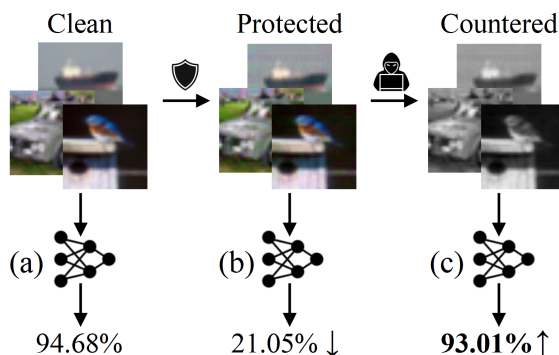 Clean Protected Countered
(a) (b) (c)
94.68% 21.05%↓ 93.01%↑